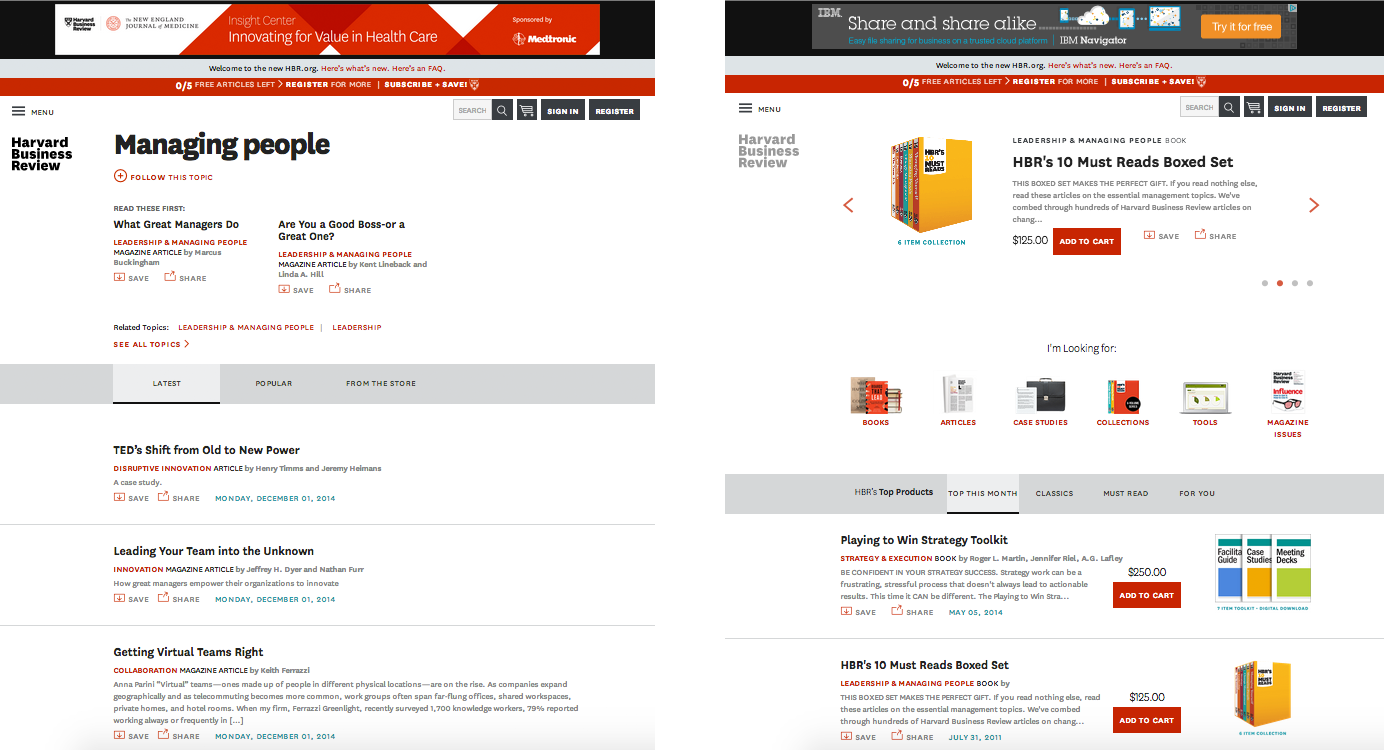 Harvard Business Review
The NEW ENGLAND JOURNAL of MEDICINE
Insight Center
Innovating for Value in Health Care
Sponsored by
Medtronic
Welcome to the new HBR.org. Here's what's new. Here's an FAQ.
0/5 FREE ARTICLES LEFT > REGISTER FOR MORE | SUBSCRIBE + SAVE!
MENU
SEARCH
SIGN IN
REGISTER
Harvard
Business
Review
Managing people
FOLLOW THIS TOPIC
READ THESE FIRST:
What Great Managers Do
LEADERSHIP & MANAGING PEOPLE
MAGAZINE ARTICLE by Marcus
Buckingham
SAVE SHARE
Are You a Good Boss-or a
Great One?
LEADERSHIP & MANAGING PEOPLE
MAGAZINE ARTICLE by Kent Lineback and
Linda A. Hill
SAVE SHARE
Related Topics: LEADERSHIP & MANAGING PEOPLE | LEADERSHIP
SEE ALL TOPICS >
LATEST POPULAR FROM THE STORE
TED's Shift from Old to New Power
DISRUPTIVE INNOVATION ARTICLE by Henry Timms and Jeremy Heimans
A case study.
SAVE SHARE MONDAY, DECEMBER 01, 2014
Leading Your Team into the Unknown
INNOVATION MAGAZINE ARTICLE by Jeffrey H. Dyer and Nathan Furr
How great managers empower their organizations to innovate
SAVE SHARE MONDAY, DECEMBER 01, 2014
Getting Virtual Teams Right
COLLABORATION MAGAZINE ARTICLE by Keith Ferrazzi
Anna Parini "Virtual" teams—ones made up of people in different physical locations—are on the rise. As companies expand
geographically and as telecommuting becomes more common, work groups often span far-flung offices, shared workspaces,
private homes, and hotel rooms. When my firm, Ferrazzi Greenlight, recently surveyed 1,700 knowledge workers, 79% reported
working always or frequently in [...]
SAVE SHARE MONDAY, DECEMBER 01, 2014
IBM
Share and share alike
Easy file sharing for business on a trusted cloud platform | IBM Navigator
Try it for free
Welcome to the new HBR.org. Here's what's new. Here's an FAQ.
0/5 FREE ARTICLES LEFT > REGISTER FOR MORE | SUBSCRIBE + SAVE!
MENU
SEARCH
SIGN IN
REGISTER
Harvard
Business
Review
HBR's
10
MUST
READS
6 ITEM COLLECTION
LEADERSHIP & MANAGING PEOPLE BOOK
HBR's 10 Must Reads Boxed Set
THIS BOXED SET MAKES THE PERFECT GIFT. If you read nothing else,
read these articles on the essential management topics. We've
combed through hundreds of Harvard Business Review articles on
chang...
$125.00 ADD TO CART SAVE SHARE
I'm Looking for:
Harvard
Business
Review
Influence
BOOKS ARTICLES CASE STUDIES COLLECTIONS TOOLS MAGAZINE
ISSUES
HBR's Top Products TOP THIS MONTH CLASSICS MUST READ FOR YOU
Playing to Win Strategy Toolkit
STRATEGY & EXECUTION BOOK by Roger L. Martin, Jennifer Riel, A.G. Lafley
BE CONFIDENT IN YOUR STRATEGY SUCCESS. Strategy work can be a
frustrating, stressful process that doesn't always lead to actionable
results. This time it CAN be different. The Playing to Win Stra...
SAVE SHARE MAY 05, 2014
$250.00
ADD TO CART
Facilita
Guide
Case
Studies
Meeting
Decks
7 ITEM TOOLKIT • DIGITAL DOWNLOAD
HBR's 10 Must Reads Boxed Set
LEADERSHIP & MANAGING PEOPLE BOOK by
THIS BOXED SET MAKES THE PERFECT GIFT. If you read nothing else, read
these articles on the essential management topics. We've combed
through hundreds of Harvard Business Review articles on chang...
SAVE SHARE JULY 31, 2011
$125.00
ADD TO CART
MUST
READS
6 ITEM COLLECTION